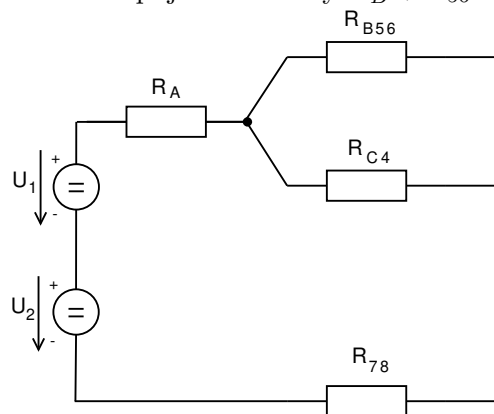 R_B56
R_A
R_C4
+
U_1
=
-
+
U_2
=
-
R_78